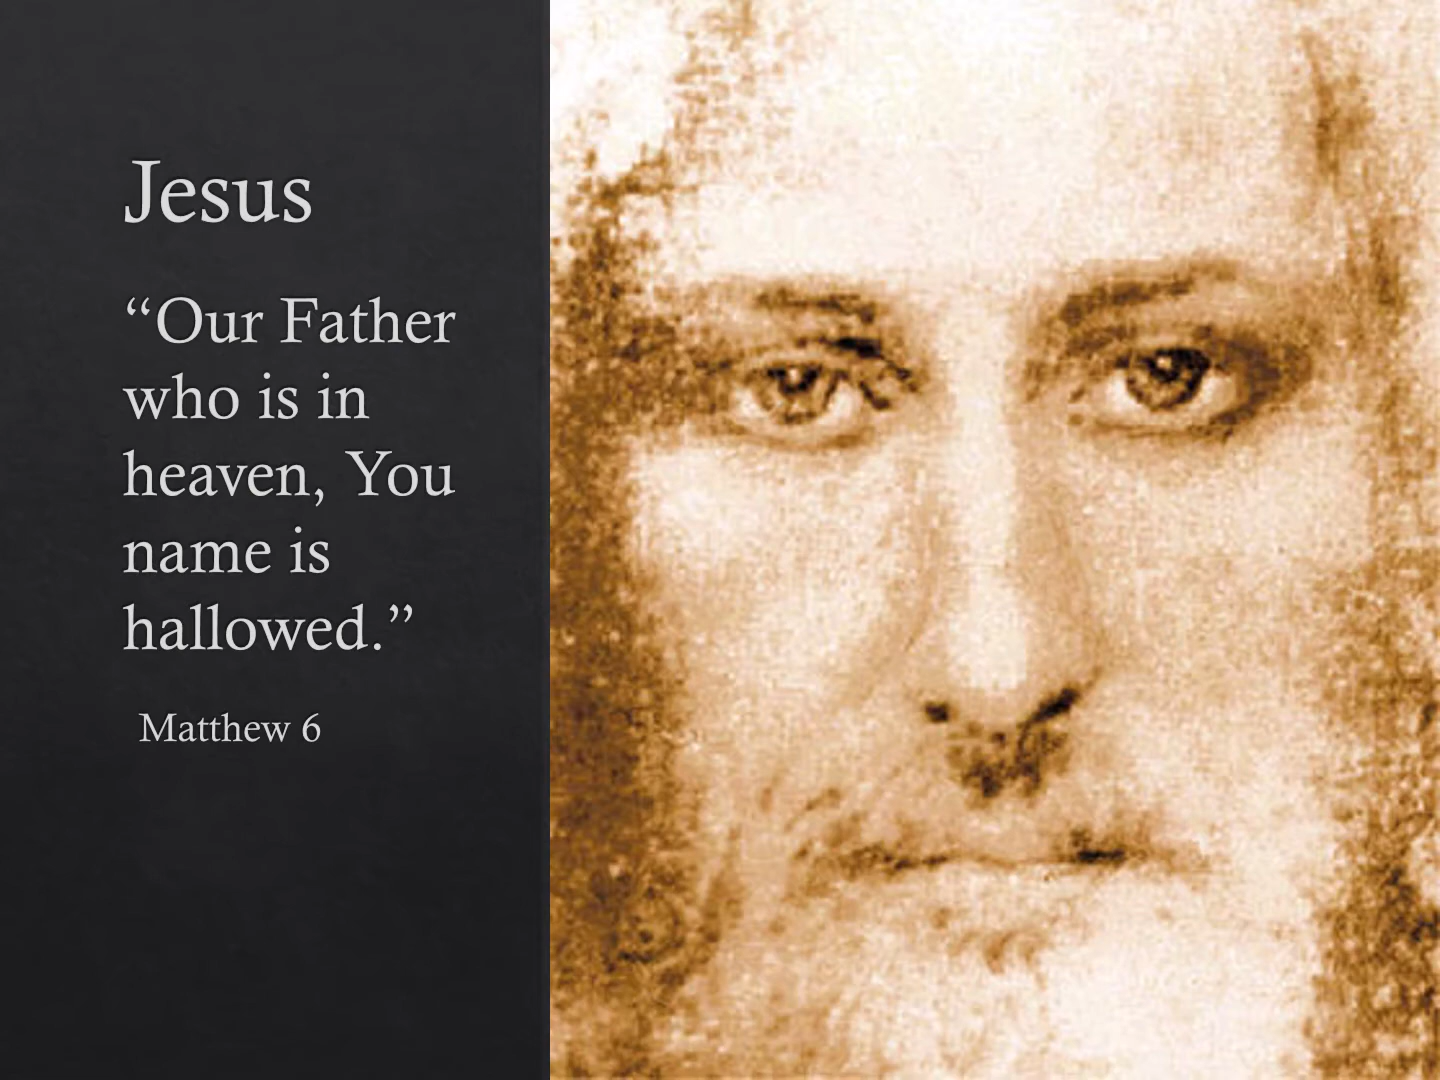 Jesus
“Our Father
who is in
heaven, You
name is
hallowed.”
Matthew 6